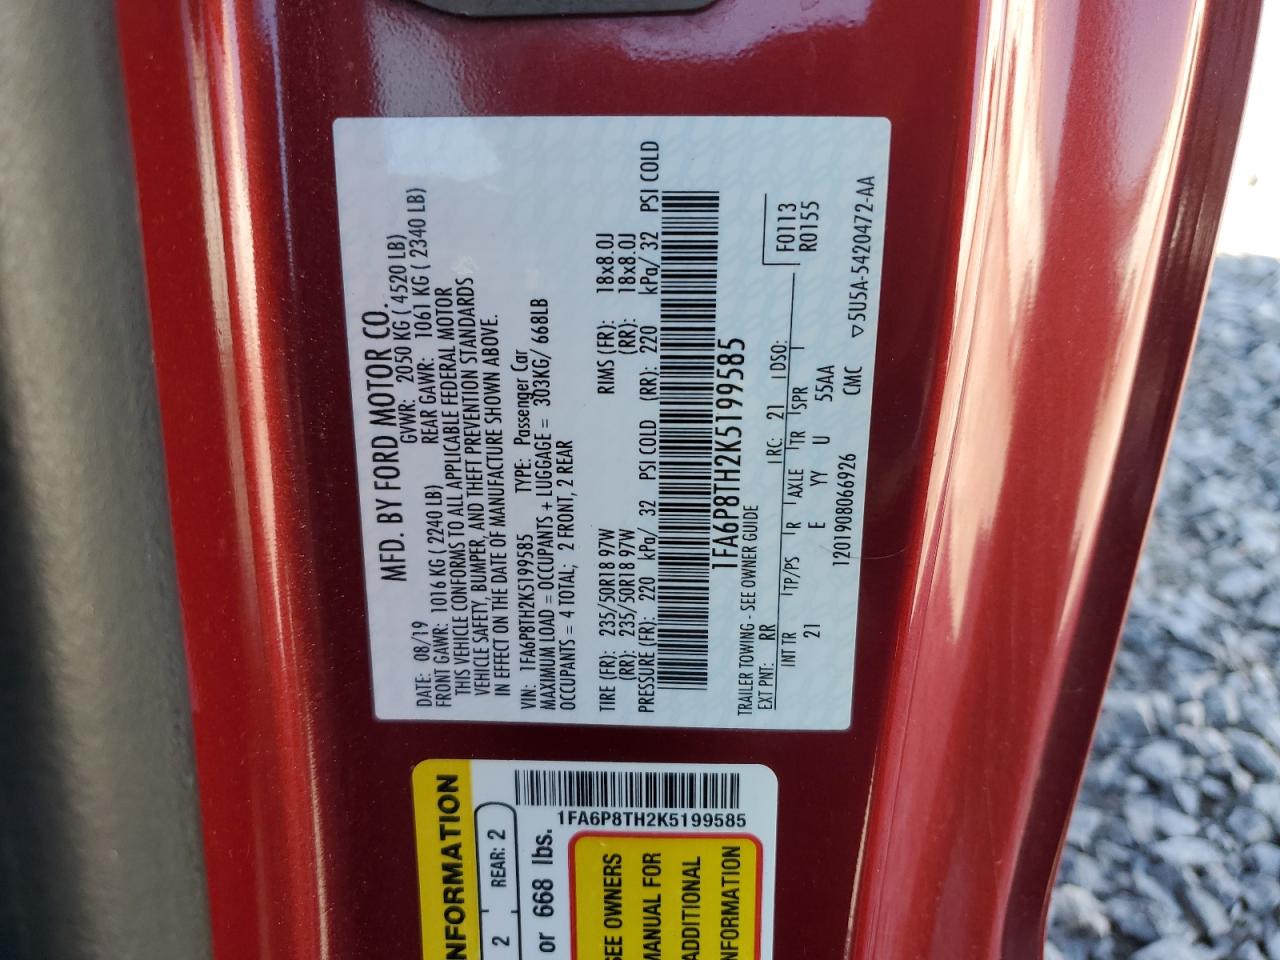 MFD. BY FORD MOTOR CO.
DATE: 08/19 GVWR: 2050 KG ( 4520 LB)
FRONT GAWR: 1016 KG ( 2240 LB) REAR GAWR: 1061 KG ( 2340 LB)
THIS VEHICLE CONFORMS TO ALL APPLICABLE FEDERAL MOTOR
VEHICLE SAFETY, BUMPER, AND THEFT PREVENTION STANDARDS
IN EFFECT ON THE DATE OF MANUFACTURE SHOWN ABOVE.
VIN: 1FA6P8TH2K5199585 TYPE: Passenger Car
MAXIMUM LOAD = OCCUPANTS + LUGGAGE = 303KG/ 668LB
OCCUPANTS = 4 TOTAL; 2 FRONT, 2 REAR
TIRE (FR): 235/50R18 97W RIMS (FR): 18x8.0J
(RR): 235/50R18 97W (RR): 18x8.0J
PRESSURE (FR): 220 kPa/ 32 PSI COLD (RR): 220 kPa/ 32 PSI COLD
1FA6P8TH2K5199585
TRAILER TOWING - SEE OWNER GUIDE
EXT PNT: RR RC: 21 DSO: F0113
R0155
INT TR TP/PS R AXLE TR SPR
21 E YY U 55AA
1201908066926 CMC ▽5U5A-5420472-AA
NFORMATION
2 REAR: 2
or 668 lbs.
1FA6P8TH2K5199585
SEE OWNERS
MANUAL FOR
ADDITIONAL
INFORMATION